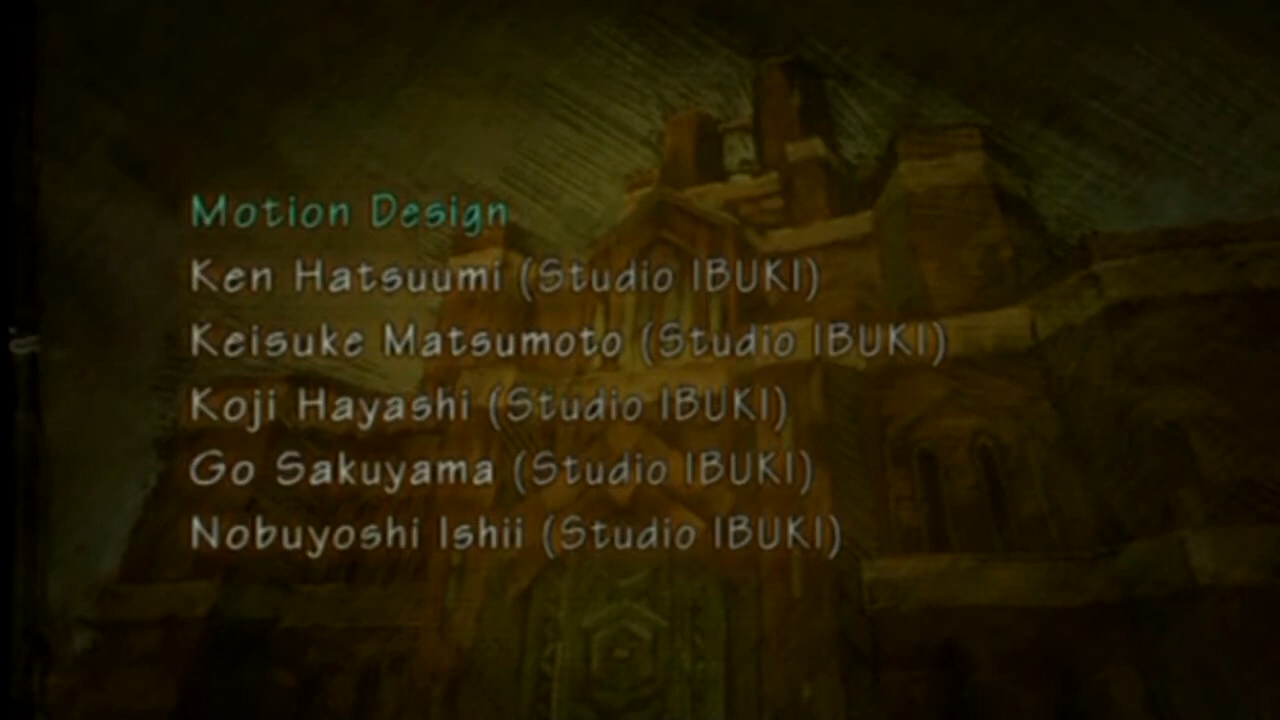 Motion Design
Ken Hatsuumi (Studio IBUKI)
Keisuke Matsumoto (Studio IBUKI)
Koji Hayashi (Studio IBUKI)
Go Sakuyama (Studio IBUKI)
Nobuyoshi Ishii (Studio IBUKI)